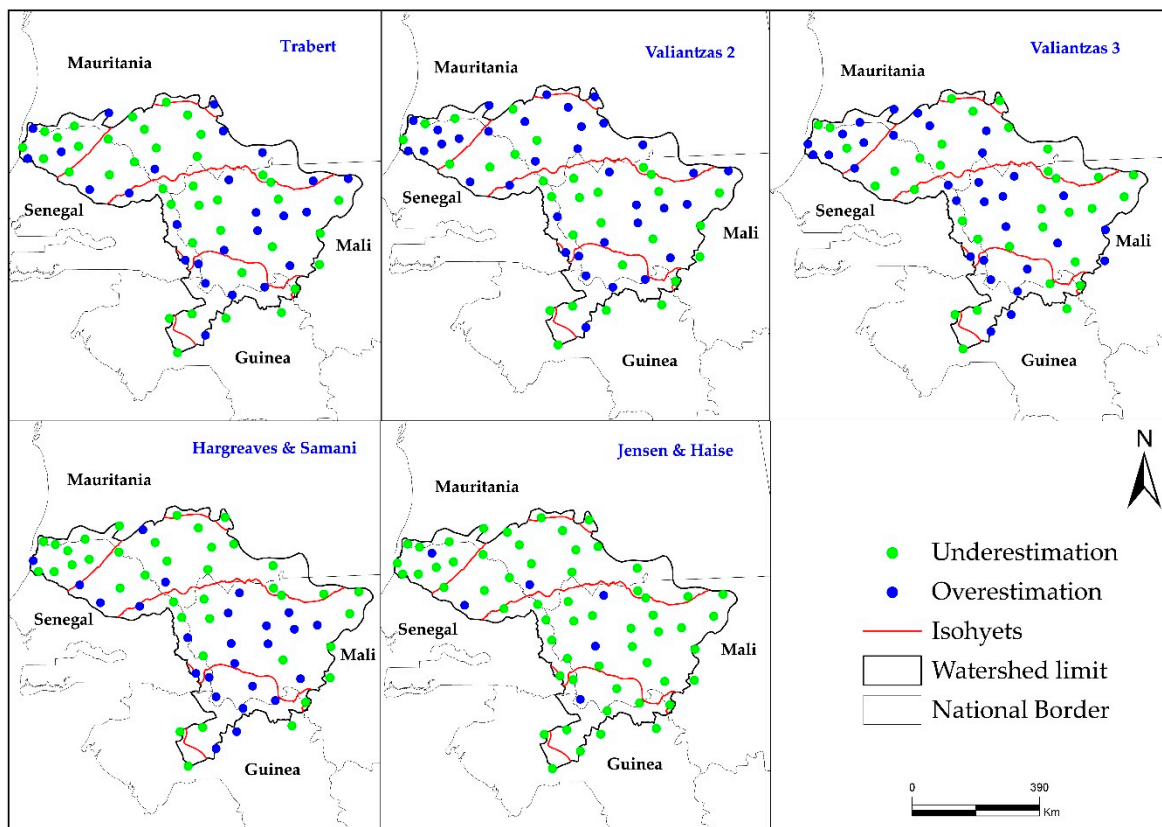 Trabert
Mauritania
Senegal
Mali
Guinea
Valiantzas 2
Mauritania
Senegal
Mali
Guinea
Valiantzas 3
Mauritania
Senegal
Mali
Guinea
Hargreaves & Samani
Mauritania
Senegal
Mali
Guinea
Jensen & Haise
Mauritania
Senegal
Mali
Guinea
N
Underestimation
Overestimation
Isohyets
Watershed limit
National Border
0 390
Km